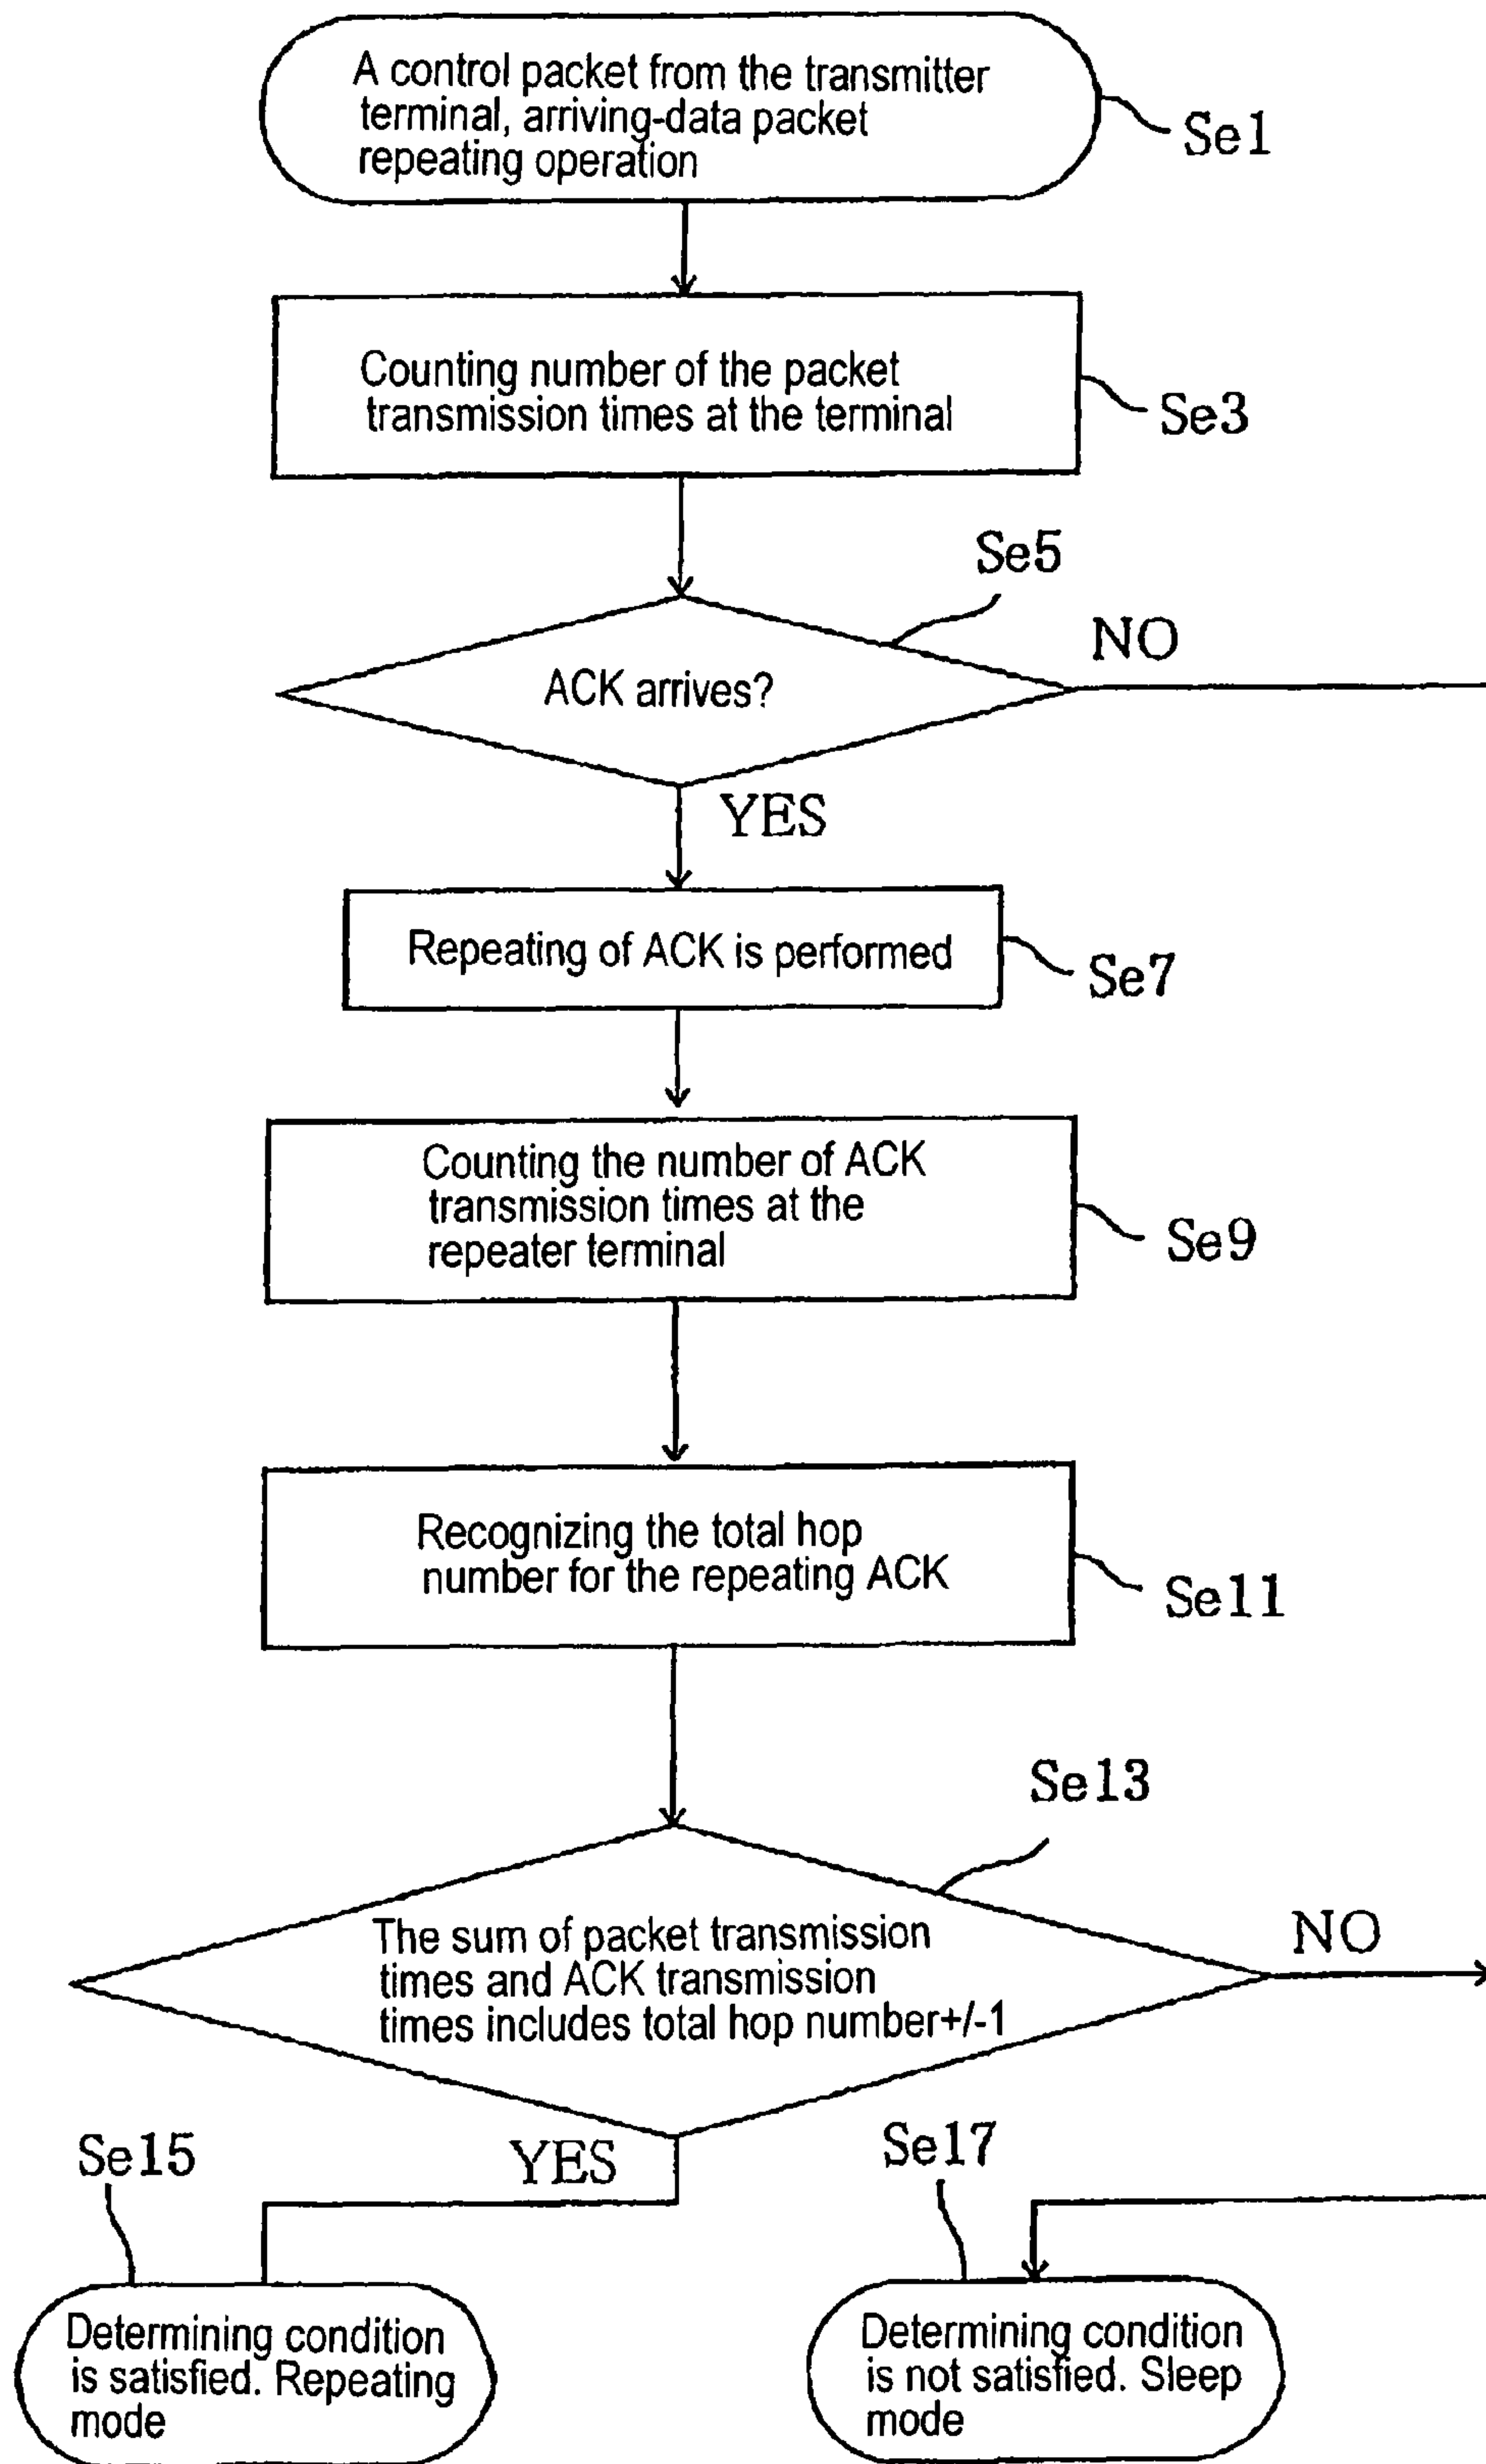 A control packet from the transmitter
terminal, arriving-data packet
repeating operation
Se1
Counting number of the packet
transmission times at the terminal
Se3
Se5
NO
ACK arrives?
YES
Repeating of ACK is performed
Se7
Counting the number of ACK
transmission times at the
repeater terminal
Se9
Recognizing the total hop
number for the repeating ACK
Se11
Se13
The sum of packet transmission
times and ACK transmission
times includes total hop number+/-1
NO
Se15
YES
Se17
Determining condition
is satisfied. Repeating
mode
Determining condition
is not satisfied. Sleep
mode